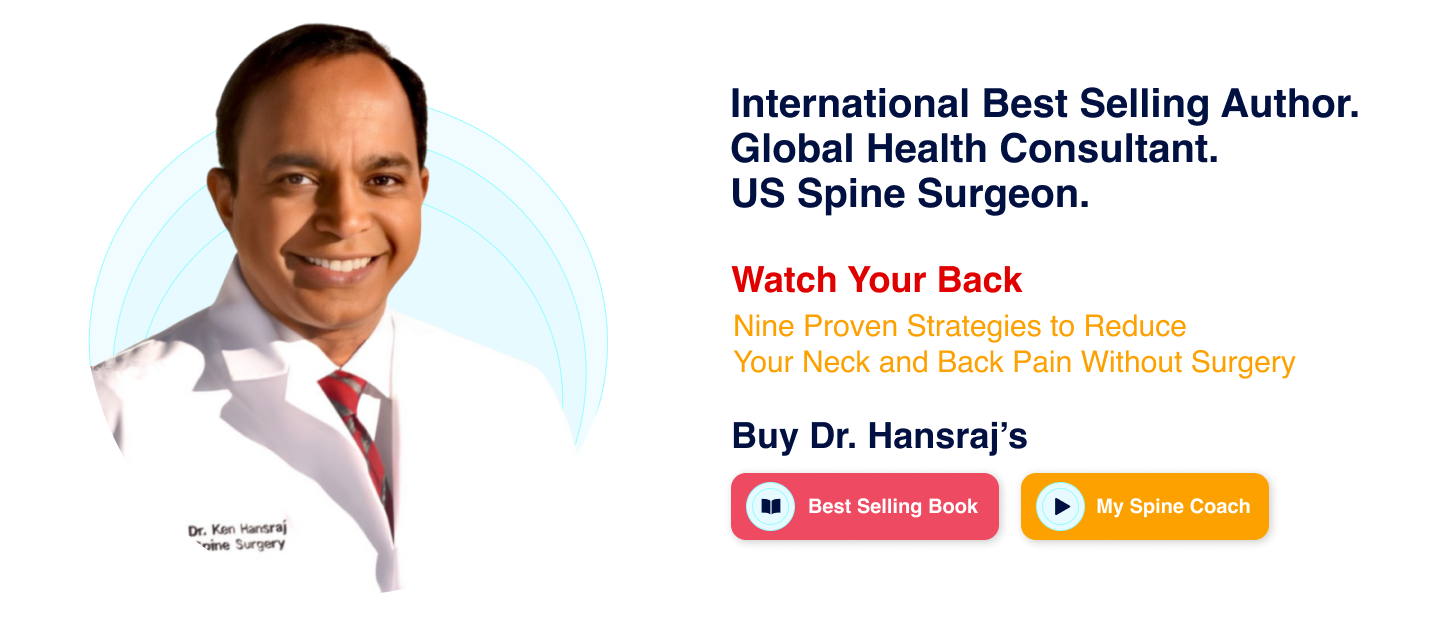 International Best Selling Author.
Global Health Consultant.
US Spine Surgeon.
Watch Your Back
Nine Proven Strategies to Reduce
Your Neck and Back Pain Without Surgery
Buy Dr. Hansraj’s
Best Selling Book
My Spine Coach
Dr. Ken Hansraj
Spine Surgery